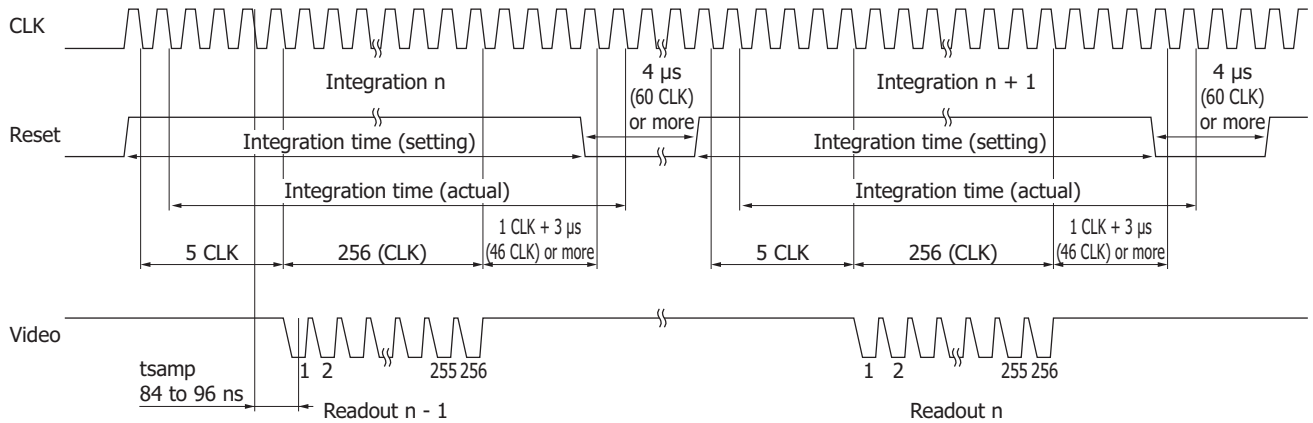 CLK
Integration n
4 µs
(60 CLK)
or more
Integration n + 1
4 µs
(60 CLK)
or more
Reset
Integration time (setting)
Integration time (setting)
Integration time (actual)
Integration time (actual)
5 CLK
256 (CLK)
1 CLK + 3 µs
(46 CLK) or more
5 CLK
256 (CLK)
1 CLK + 3 µs
(46 CLK) or more
Video
1 2 255 256
1 2 255 256
tsamp
84 to 96 ns
Readout n - 1
Readout n